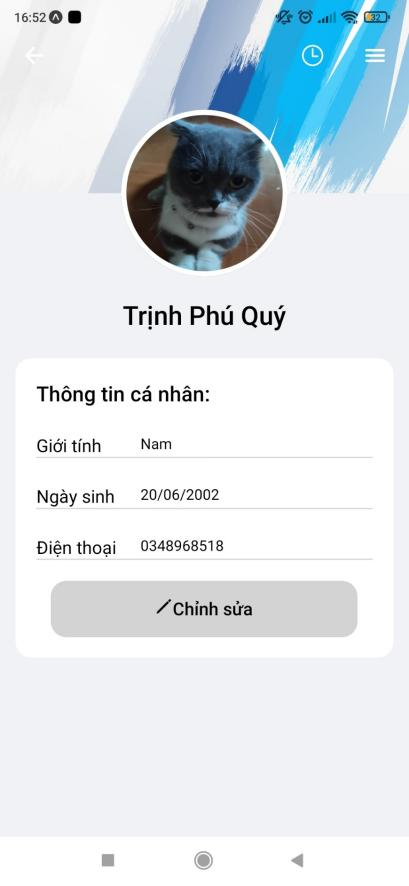 16:52
32
Trịnh Phú Quý
Thông tin cá nhân:
Giới tính Nam
Ngày sinh 20/06/2002
Điện thoại 0348968518
Chỉnh sửa